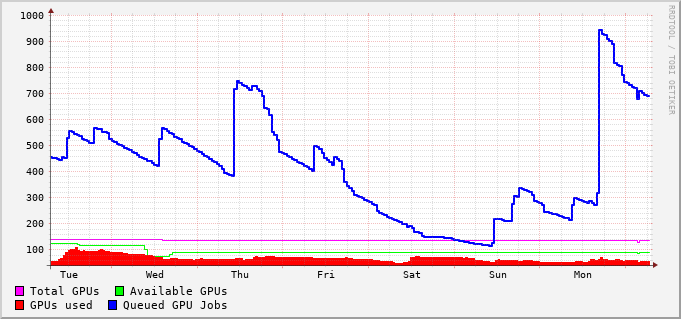 1000
900
800
700
600
500
400
300
200
100
Tue Wed Thu Fri Sat Sun Mon
Total GPUs Available GPUs
GPUs used Queued GPU Jobs
RRDTOOL / TOBI OETIKER